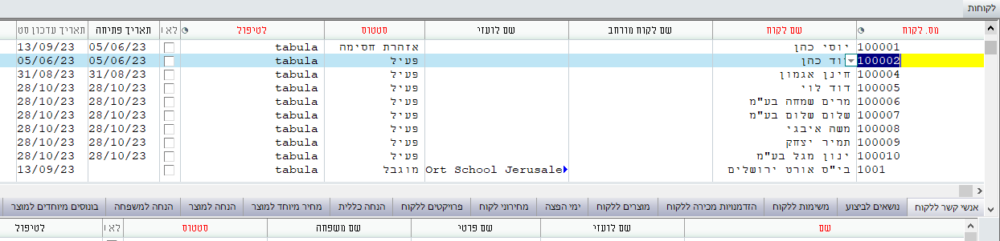 לקוחות
מס. לקוח שם לקוח שם לקוח מורחב שם לועזי סטטוס לטיפול לא תאריך פתיחה תאריך עדכון סט
100001 יוסי כהן אזהרת חסימה tabula 05/06/23 13/09/23
100002 וד כהן פעיל tabula 05/06/23 05/06/23
100004 חינן אגמון פעיל tabula 31/08/23 31/08/23
100005 דוד לוי פעיל tabula 28/10/23 28/10/23
100006 מרים שמחה בע"מ פעיל tabula 28/10/23 28/10/23
100007 שלום שלום בע"מ פעיל tabula 28/10/23 28/10/23
100008 משה איבגי פעיל tabula 28/10/23 28/10/23
100009 תמיר יצחק פעיל tabula 28/10/23 28/10/23
100010 ינון מגל בע"מ פעיל tabula 28/10/23 28/10/23
1001 בי"ס אורט ירושלים Ort School Jerusale מוגבל tabula 13/09/23
אנשי קשר ללקוח נושאים לביצוע משימות ללקוח הזדמנויות מכירה ללקוח מוצרים ללקוח ימי הפצה מחירוני לקוח פרויקטים ללקוח הנחה כללית מחיר מיוחד למוצר הנחה למוצר הנחה למשפחה בונוסים מיוחדים למוצר
שם שם לועזי שם פרטי שם משפחה סטטוס לא לטיפול